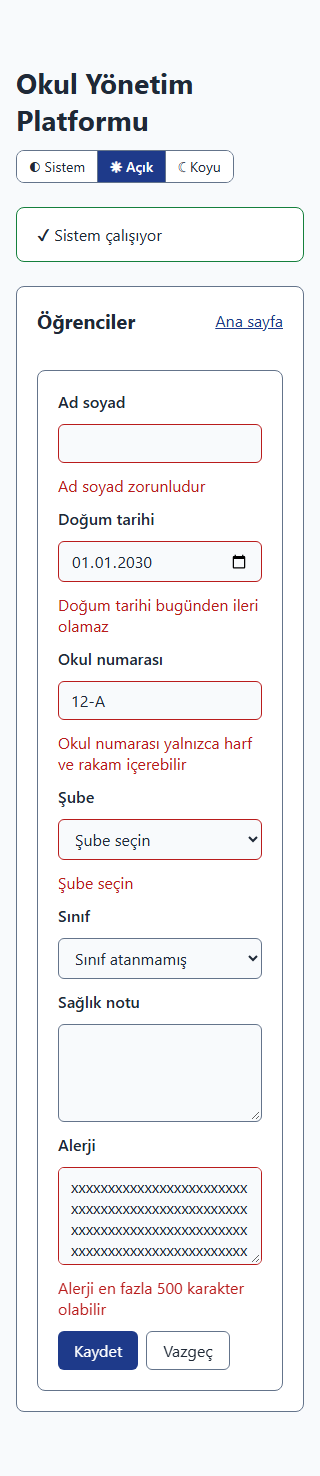 Okul Yönetim
Platformu
Sistem
Açık
Koyu
✓ Sistem çalışıyor
Öğrenciler
Ana sayfa
Ad soyad
Ad soyad zorunludur
Doğum tarihi
01.01.2030
Doğum tarihi bugünden ileri
olamaz
Okul numarası
12-A
Okul numarası yalnızca harf
ve rakam içerebilir
Şube
Şube seçin
Şube seçin
Sınıf
Sınıf atanmamış
Sağlık notu
Alerji
xxxxxxxxxxxxxxxxxxxxxxxx
xxxxxxxxxxxxxxxxxxxxxxxx
xxxxxxxxxxxxxxxxxxxxxxxx
xxxxxxxxxxxxxxxxxxxxxxxx
Alerji en fazla 500 karakter
olabilir
Kaydet
Vazgeç